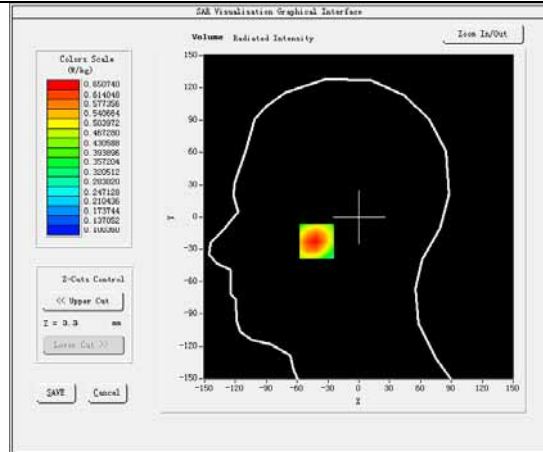 SAR Visualisation Graphical Interface
Volume Radiated Intensity
Zoom In/Out
Colors Scale
(W/kg)
0.650740
0.614048
0.577356
0.540664
0.503972
0.467280
0.430588
0.393896
0.357204
0.320512
0.283820
0.247128
0.210436
0.173744
0.137052
0.100360
Z-Cuts Control
<< Upper Cut
Z = 3.3 mm
Lower Cut >>
SAVE
Cancel
150
120
90
60
30
0
-30
-60
-90
-120
-150
Y
-150 -120 -90 -60 -30 0 30 60 90 120 150